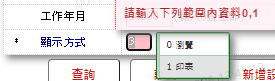 工作年月
請輸入下列範圍內資料0,1
* 顯示方式
0 瀏覽
1 印表
查詢
新增設